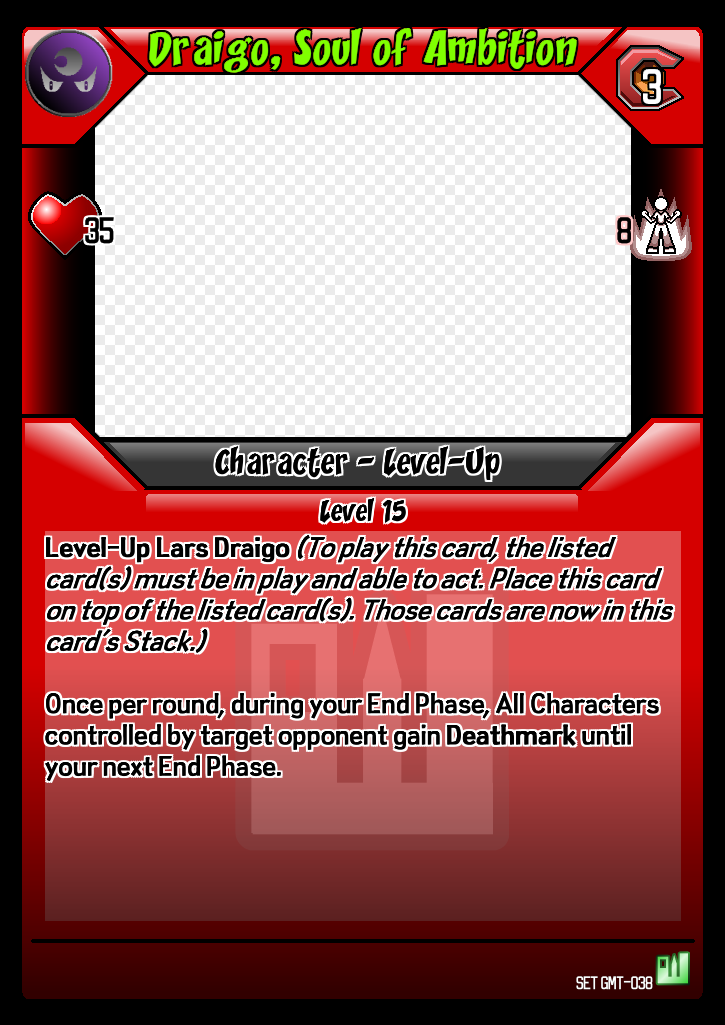 Draigo, Soul of Ambition
3
35
8
Character - Level-Up
Level 15
Level-Up Lars Draigo (To play this card, the listed
card(s) must be in play and able to act. Place this card
on top of the listed card(s). Those cards are now in this
card's Stack.)
Once per round, during your End Phase, All Characters
controlled by target opponent gain Deathmark until
your next End Phase.
SET GMT-038